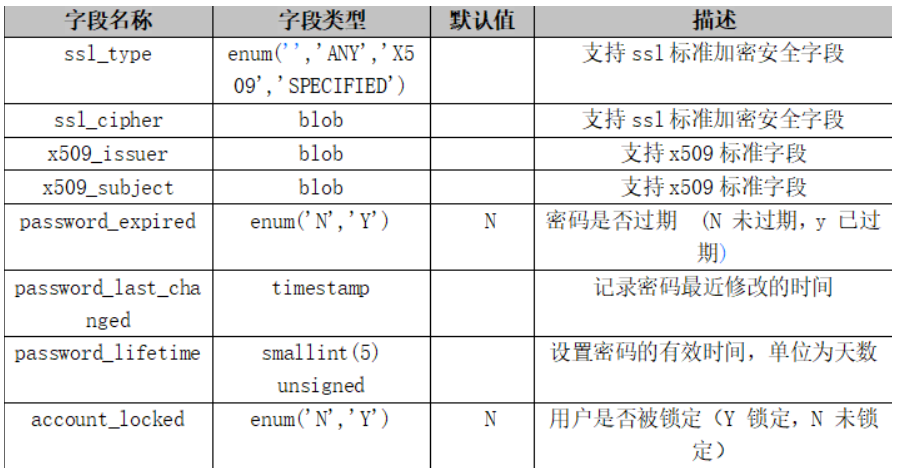 字段名称 字段类型 默认值 描述
ssl_type enum('','ANY','X5 支持 ssl 标准加密安全字段
09','SPECIFIED')
ssl_cipher blob 支持 ssl 标准加密安全字段
x509_issuer blob 支持 x509 标准字段
x509_subject blob 支持 x509 标准字段
password_expired enum('N','Y') N 密码是否过期 (N 未过期，y 已过
期)
password_last_cha timestamp 记录密码最近修改的时间
nged
password_lifetime smallint(5) 设置密码的有效时间，单位为天数
unsigned
account_locked enum('N','Y') N 用户是否被锁定（Y 锁定，N 未锁
定）